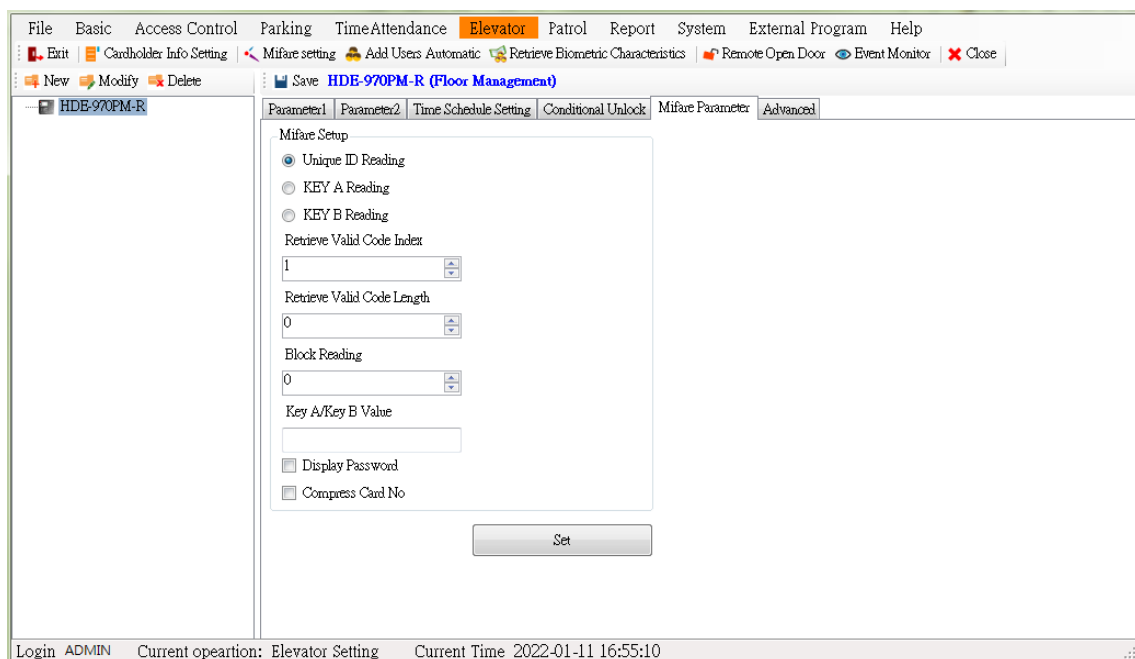 File Basic Access Control Parking TimeAttendance Elevator Patrol Report System External Program Help
Exit Cardholder Info Setting Mifare setting Add Users Automatic Retrieve Biometric Characteristics Remote Open Door Event Monitor Close
New Modify Delete Save HDE-970PM-R (Floor Management)
HDE-970PM-R
Parameter1 Parameter2 Time Schedule Setting Conditional Unlock Mifare Parameter Advanced
Mifare Setup
Unique ID Reading
KEY A Reading
KEY B Reading
Retrieve Valid Code Index
1
Retrieve Valid Code Length
0
Block Reading
0
Key A/Key B Value
Display Password
Compress Card No
Set
Login ADMIN Current opeartion: Elevator Setting Current Time 2022-01-11 16:55:10